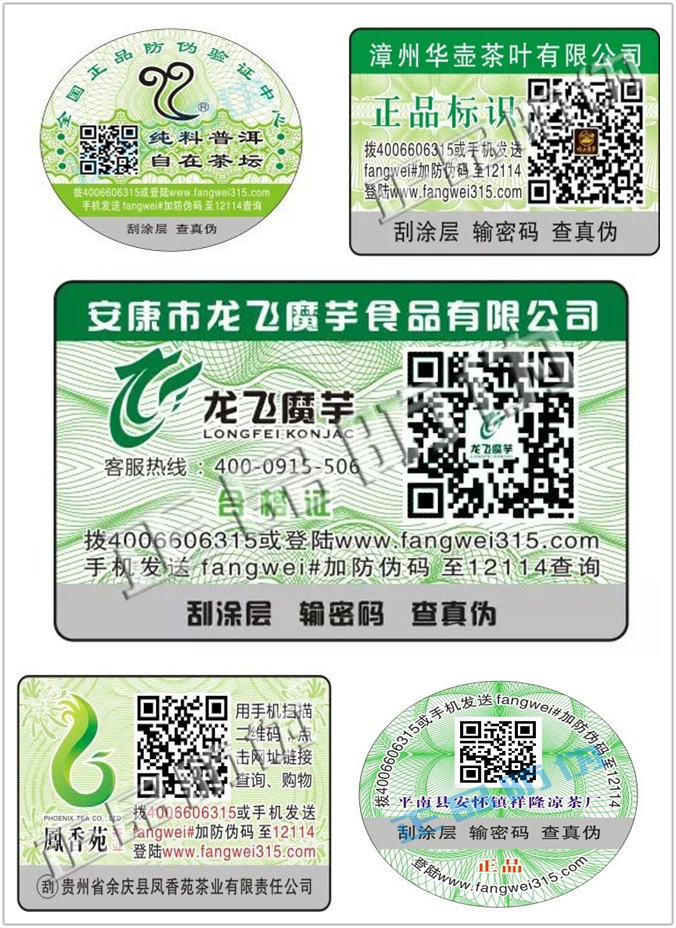 全国正品防伪验证中心
®
纯料普洱
自在茶坛
拨4006606315或登陆www.fangwei315.com
手机发送 fangwei#加防伪码 至12114查询
刮涂层 查真伪
漳州华壶茶叶有限公司
正品标识
拨4006606315或手机发送
fangwei#加防伪码至12114
登陆www.fangwei315.com
刮涂层 输密码 查真伪
安康市龙飞魔芋食品有限公司
龙飞魔芋
LONGFEI KONJAC
龙飞魔芋
客服热线：400-0915-506
合格证
拨4006606315或登陆www.fangwei315.com
手机发送 fangwei#加防伪码 至12114查询
刮涂层 输密码 查真伪
正品防伪
用手机扫描
二维码，点
击网址链接
查询、购物
PHOENIX TEA CO., LTD
鳳香苑
拨4006606315或手机发送
fangwei#加防伪码 至12114
登陆www.fangwei315.com
刮 贵州省余庆县凤香苑茶业有限责任公司
拨4006606315或手机发送 fangwei#加防伪码 至12114
平南县安怀镇祥隆凉茶厂
刮涂层 输密码 查真伪
正品
登陆www.fangwei315.com